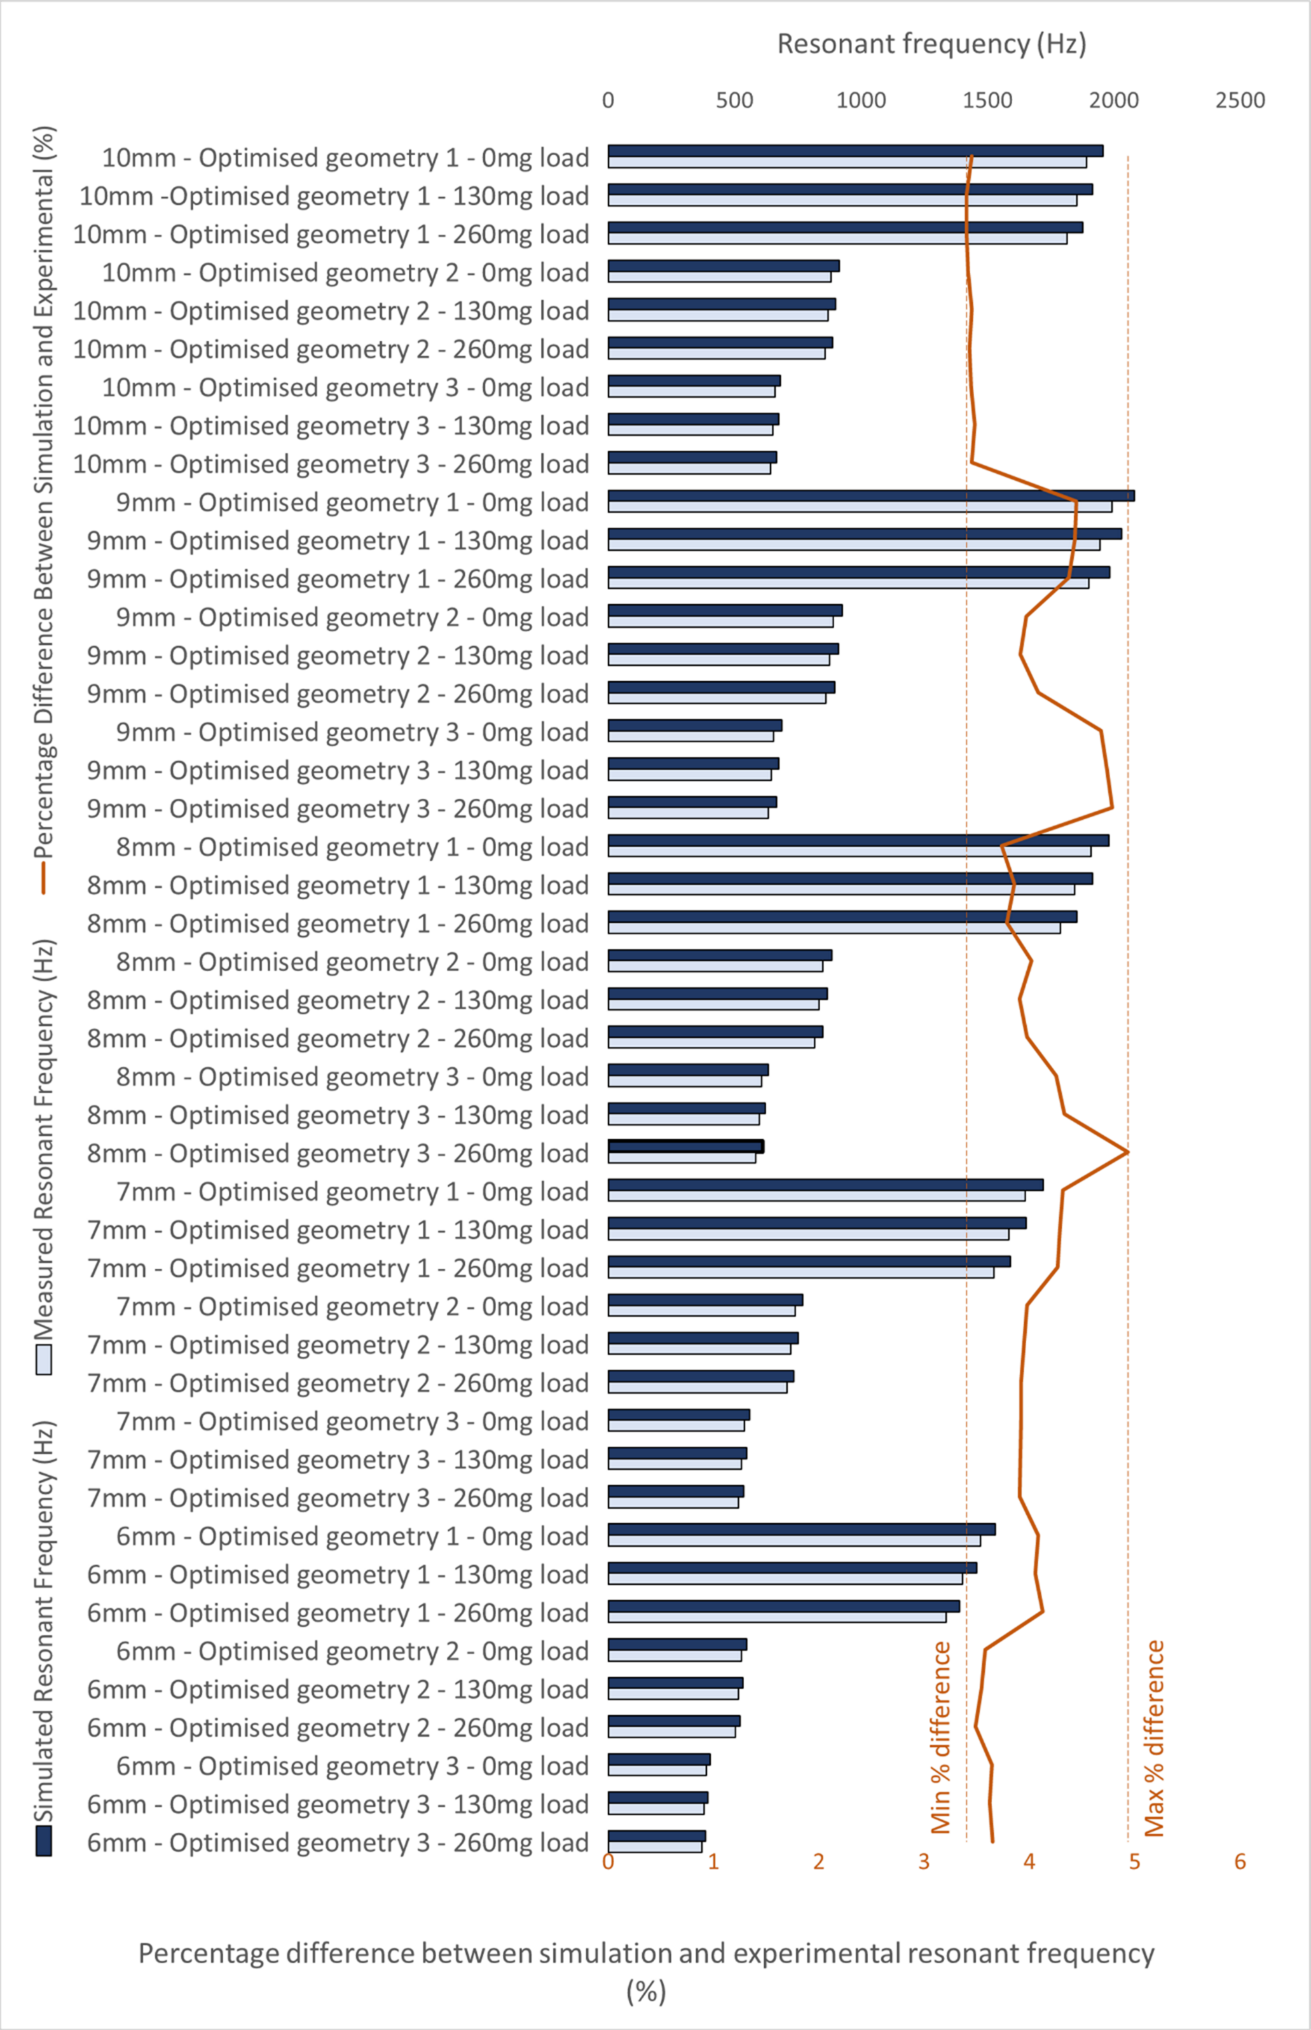 Resonant frequency (Hz)
0 500 1000 1500 2000 2500
10mm - Optimised geometry 1 - 0mg load
10mm -Optimised geometry 1 - 130mg load
10mm - Optimised geometry 1 - 260mg load
10mm - Optimised geometry 2 - 0mg load
10mm - Optimised geometry 2 - 130mg load
10mm - Optimised geometry 2 - 260mg load
10mm - Optimised geometry 3 - 0mg load
10mm - Optimised geometry 3 - 130mg load
10mm - Optimised geometry 3 - 260mg load
9mm - Optimised geometry 1 - 0mg load
9mm - Optimised geometry 1 - 130mg load
9mm - Optimised geometry 1 - 260mg load
9mm - Optimised geometry 2 - 0mg load
9mm - Optimised geometry 2 - 130mg load
9mm - Optimised geometry 2 - 260mg load
9mm - Optimised geometry 3 - 0mg load
9mm - Optimised geometry 3 - 130mg load
9mm - Optimised geometry 3 - 260mg load
8mm - Optimised geometry 1 - 0mg load
8mm - Optimised geometry 1 - 130mg load
8mm - Optimised geometry 1 - 260mg load
8mm - Optimised geometry 2 - 0mg load
8mm - Optimised geometry 2 - 130mg load
8mm - Optimised geometry 2 - 260mg load
8mm - Optimised geometry 3 - 0mg load
8mm - Optimised geometry 3 - 130mg load
8mm - Optimised geometry 3 - 260mg load
7mm - Optimised geometry 1 - 0mg load
7mm - Optimised geometry 1 - 130mg load
7mm - Optimised geometry 1 - 260mg load
7mm - Optimised geometry 2 - 0mg load
7mm - Optimised geometry 2 - 130mg load
7mm - Optimised geometry 2 - 260mg load
7mm - Optimised geometry 3 - 0mg load
7mm - Optimised geometry 3 - 130mg load
7mm - Optimised geometry 3 - 260mg load
6mm - Optimised geometry 1 - 0mg load
6mm - Optimised geometry 1 - 130mg load
6mm - Optimised geometry 1 - 260mg load
6mm - Optimised geometry 2 - 0mg load
6mm - Optimised geometry 2 - 130mg load
6mm - Optimised geometry 2 - 260mg load
6mm - Optimised geometry 3 - 0mg load
6mm - Optimised geometry 3 - 130mg load
6mm - Optimised geometry 3 - 260mg load
0 1 2 3 4 5 6
Min % difference
Max % difference
Percentage difference between simulation and experimental resonant frequency
(%)
Simulated Resonant Frequency (Hz)
Measured Resonant Frequency (Hz)
Percentage Difference Between Simulation and Experimental (%)